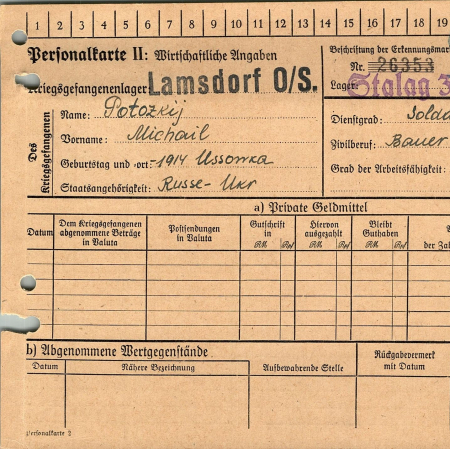 1 2 3 4 5 6 7 8 9 10 11 12 13 14 15 16 17 18 19
Personalkarte II: Wirtschaftliche Angaben
Kriegsgefangenenlager: Lamsdorf O/S.
Beschriftung der Erkennungsmar
Nr. 26353
Lager: Stalag
Des Kriegsgefangenen
Name: Potozkij
Vorname: Michail
Geburtstag und -ort: 1914 Ussowka
Staatsangehörigkeit: Russe - Ukr
Dienstgrad: Solda
Zivilberuf: Bauer
Grad der Arbeitsfähigkeit:
a) Private Geldmittel
Datum
Dem Kriegsgefangenen abgenommene Beträge in Valuta
Postsendungen in Valuta
Gutschrift in
RM Rpf
Hiervon ausgezahlt
RM Rpf
Bleibt Guthaben
RM Rpf
der Zah
b) Abgenommene Wertgegenstände
Datum
Nähere Bezeichnung
Aufbewahrende Stelle
Rückgabevermerk mit Datum
Personalkarte 2